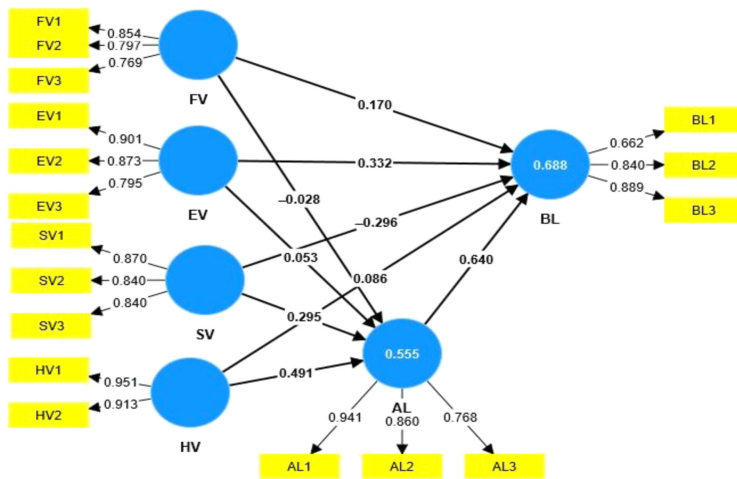 FV1
0.854
FV2
0.797
FV3
0.769
FV
EV1
0.901
EV2
0.873
EV3
0.795
EV
SV1
0.870
SV2
0.840
SV3
0.840
SV
HV1
0.951
HV2
0.913
HV
0.170
0.332
–0.028
–0.296
0.053
0.086
0.295
0.491
0.640
0.688
BL
0.662
BL1
0.840
BL2
0.889
BL3
0.555
AL
0.941
0.860
0.768
AL1
AL2
AL3